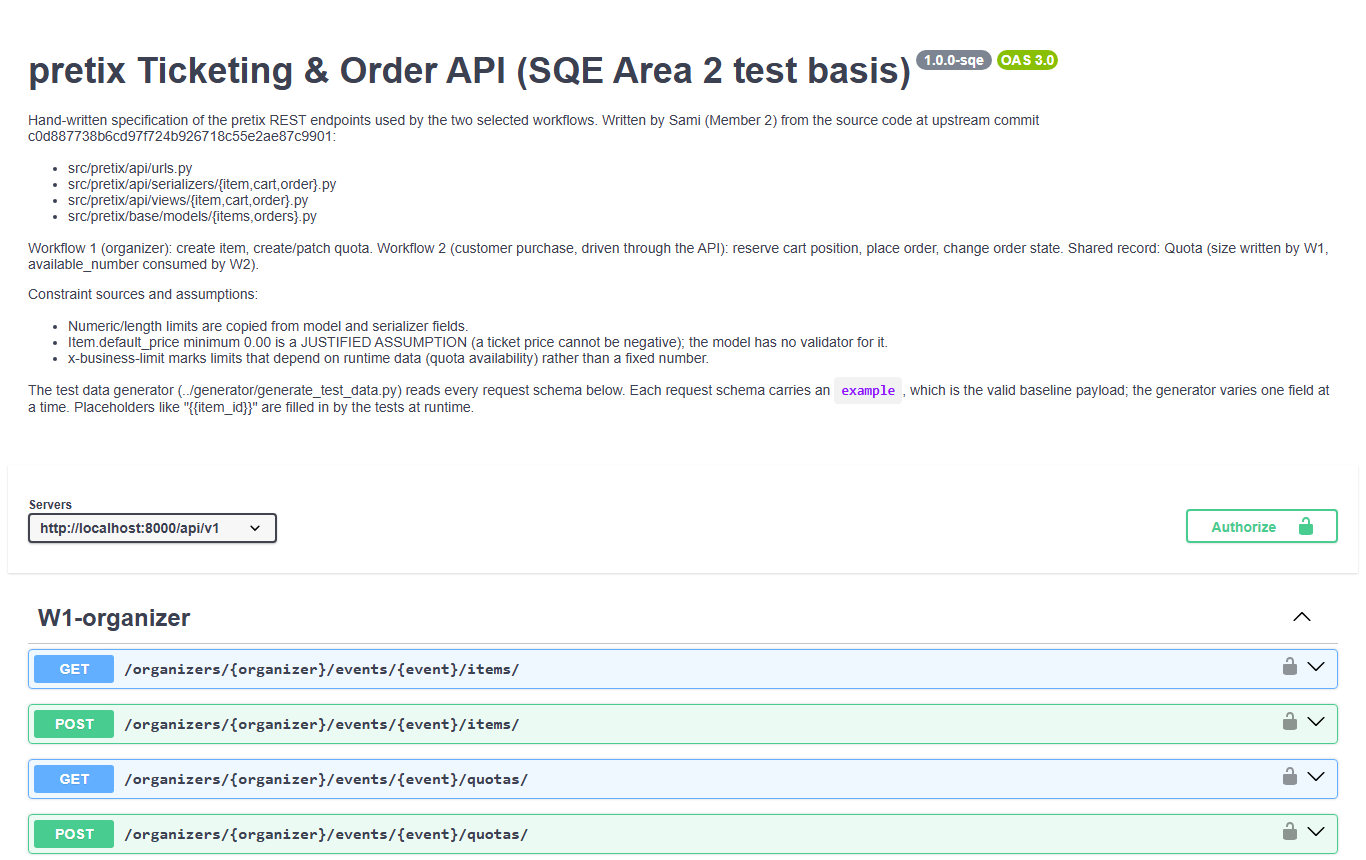 pretix Ticketing & Order API (SQE Area 2 test basis) 1.0.0-sqe OAS 3.0
Hand-written specification of the pretix REST endpoints used by the two selected workflows. Written by Sami (Member 2) from the source code at upstream commit
c0d887738b6cd97f724b926718c55e2ae87c9901:
• src/pretix/api/urls.py
• src/pretix/api/serializers/{item,cart,order}.py
• src/pretix/api/views/{item,cart,order}.py
• src/pretix/base/models/{items,orders}.py
Workflow 1 (organizer): create item, create/patch quota. Workflow 2 (customer purchase, driven through the API): reserve cart position, place order, change order state. Shared record: Quota (size written by W1,
available_number consumed by W2).
Constraint sources and assumptions:
• Numeric/length limits are copied from model and serializer fields.
• Item.default_price minimum 0.00 is a JUSTIFIED ASSUMPTION (a ticket price cannot be negative); the model has no validator for it.
• x-business-limit marks limits that depend on runtime data (quota availability) rather than a fixed number.
The test data generator (../generator/generate_test_data.py) reads every request schema below. Each request schema carries an example, which is the valid baseline payload; the generator varies one field at
a time. Placeholders like "{{item_id}}" are filled in by the tests at runtime.
Servers
http://localhost:8000/api/v1
Authorize
W1-organizer
GET /organizers/{organizer}/events/{event}/items/
POST /organizers/{organizer}/events/{event}/items/
GET /organizers/{organizer}/events/{event}/quotas/
POST /organizers/{organizer}/events/{event}/quotas/